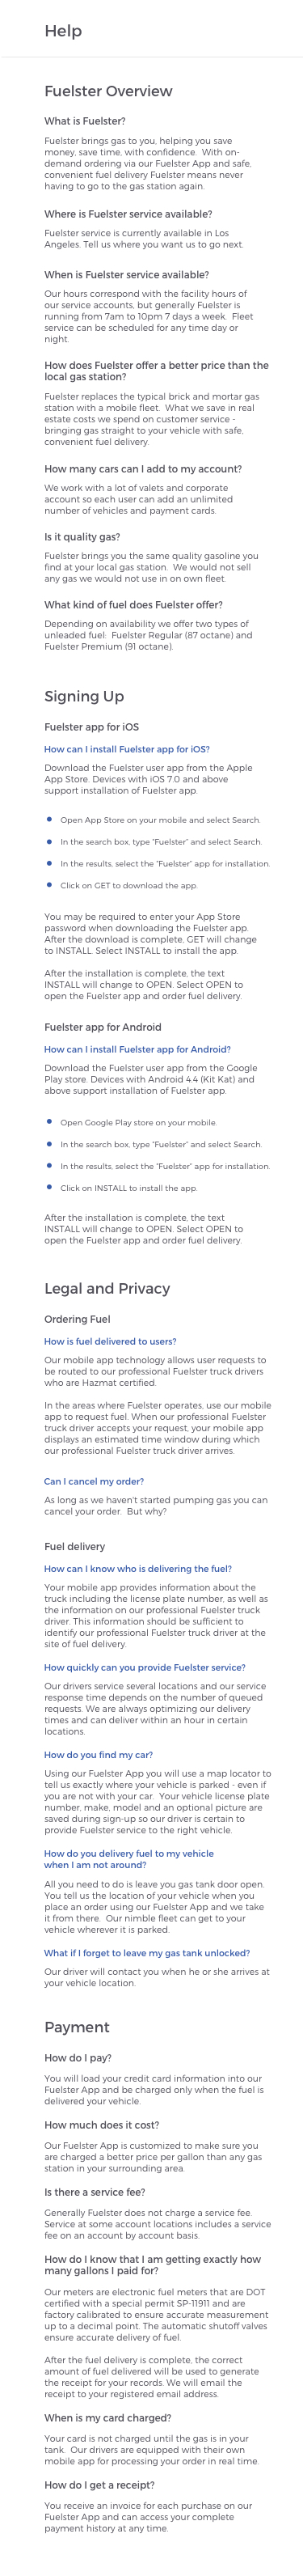 Help
Fuelster Overview
What is Fuelster?
Fuelster brings gas to you, helping you save
money, save time, with confidence.  With on-
demand ordering via our Fuelster App and safe,
convenient fuel delivery Fuelster means never
having to go to the gas station again.
Where is Fuelster service available?
Fuelster service is currently available in Los
Angeles. Tell us where you want us to go next.
When is Fuelster service available?
Our hours correspond with the facility hours of
our service accounts, but generally Fuelster is
running from 7am to 10pm 7 days a week.  Fleet
service can be scheduled for any time day or
night.
How does Fuelster offer a better price than the
local gas station?
Fuelster replaces the typical brick and mortar gas
station with a mobile fleet.  What we save in real
estate costs we spend on customer service -
bringing gas straight to your vehicle with safe,
convenient fuel delivery.
How many cars can I add to my account?
We work with a lot of valets and corporate
account so each user can add an unlimited
number of vehicles and payment cards.
Is it quality gas?
Fuelster brings you the same quality gasoline you
find at your local gas station.  We would not sell
any gas we would not use in on own fleet.
What kind of fuel does Fuelster offer?
Depending on availability we offer two types of
unleaded fuel:  Fuelster Regular (87 octane) and
Fuelster Premium (91 octane).
Signing Up
Fuelster app for iOS
How can I install Fuelster app for iOS?
Download the Fuelster user app from the Apple
App Store. Devices with iOS 7.0 and above
support installation of Fuelster app.
Open App Store on your mobile and select Search.
In the search box, type "Fuelster" and select Search.
In the results, select the "Fuelster" app for installation.
Click on GET to download the app.
You may be required to enter your App Store
password when downloading the Fuelster app.
After the download is complete, GET will change
to INSTALL. Select INSTALL to install the app.
After the installation is complete, the text
INSTALL will change to OPEN. Select OPEN to
open the Fuelster app and order fuel delivery.
Fuelster app for Android
How can I install Fuelster app for Android?
Download the Fuelster user app from the Google
Play store. Devices with Android 4.4 (Kit Kat) and
above support installation of Fuelster app.
Open Google Play store on your mobile.
In the search box, type "Fuelster" and select Search.
In the results, select the "Fuelster" app for installation.
Click on INSTALL to install the app.
After the installation is complete, the text
INSTALL will change to OPEN. Select OPEN to
open the Fuelster app and order fuel delivery.
Legal and Privacy
Ordering Fuel
How is fuel delivered to users?
Our mobile app technology allows user requests to
be routed to our professional Fuelster truck drivers
who are Hazmat certified.
In the areas where Fuelster operates, use our mobile
app to request fuel. When our professional Fuelster
truck driver accepts your request, your mobile app
displays an estimated time window during which
our professional Fuelster truck driver arrives.
Can I cancel my order?
As long as we haven't started pumping gas you can
cancel your order.  But why?
Fuel delivery
How can I know who is delivering the fuel?
Your mobile app provides information about the
truck including the license plate number, as well as
the information on our professional Fuelster truck
driver. This information should be sufficient to
identify our professional Fuelster truck driver at the
site of fuel delivery.
How quickly can you provide Fuelster service?
Our drivers service several locations and our service
response time depends on the number of queued
requests. We are always optimizing our delivery
times and can deliver within an hour in certain
locations.
How do you find my car?
Using our Fuelster App you will use a map locator to
tell us exactly where your vehicle is parked - even if
you are not with your car.  Your vehicle license plate
number, make, model and an optional picture are
saved during sign-up so our driver is certain to
provide Fuelster service to the right vehicle.
How do you delivery fuel to my vehicle
when I am not around?
All you need to do is leave you gas tank door open.
You tell us the location of your vehicle when you
place an order using our Fuelster App and we take
it from there.  Our nimble fleet can get to your
vehicle wherever it is parked.
What if I forget to leave my gas tank unlocked?
Our driver will contact you when he or she arrives at
your vehicle location.
Payment
How do I pay?
You will load your credit card information into our
Fuelster App and be charged only when the fuel is
delivered your vehicle.
How much does it cost?
Our Fuelster App is customized to make sure you
are charged a better price per gallon than any gas
station in your surrounding area.
Is there a service fee?
Generally Fuelster does not charge a service fee.
Service at some account locations includes a service
fee on an account by account basis.
How do I know that I am getting exactly how
many gallons I paid for?
Our meters are electronic fuel meters that are DOT
certified with a special permit SP-11911 and are
factory calibrated to ensure accurate measurement
up to a decimal point. The automatic shutoff valves
ensure accurate delivery of fuel.
After the fuel delivery is complete, the correct
amount of fuel delivered will be used to generate
the receipt for your records. We will email the
receipt to your registered email address.
When is my card charged?
Your card is not charged until the gas is in your
tank.  Our drivers are equipped with their own
mobile app for processing your order in real time.
How do I get a receipt?
You receive an invoice for each purchase on our
Fuelster App and can access your complete
payment history at any time.